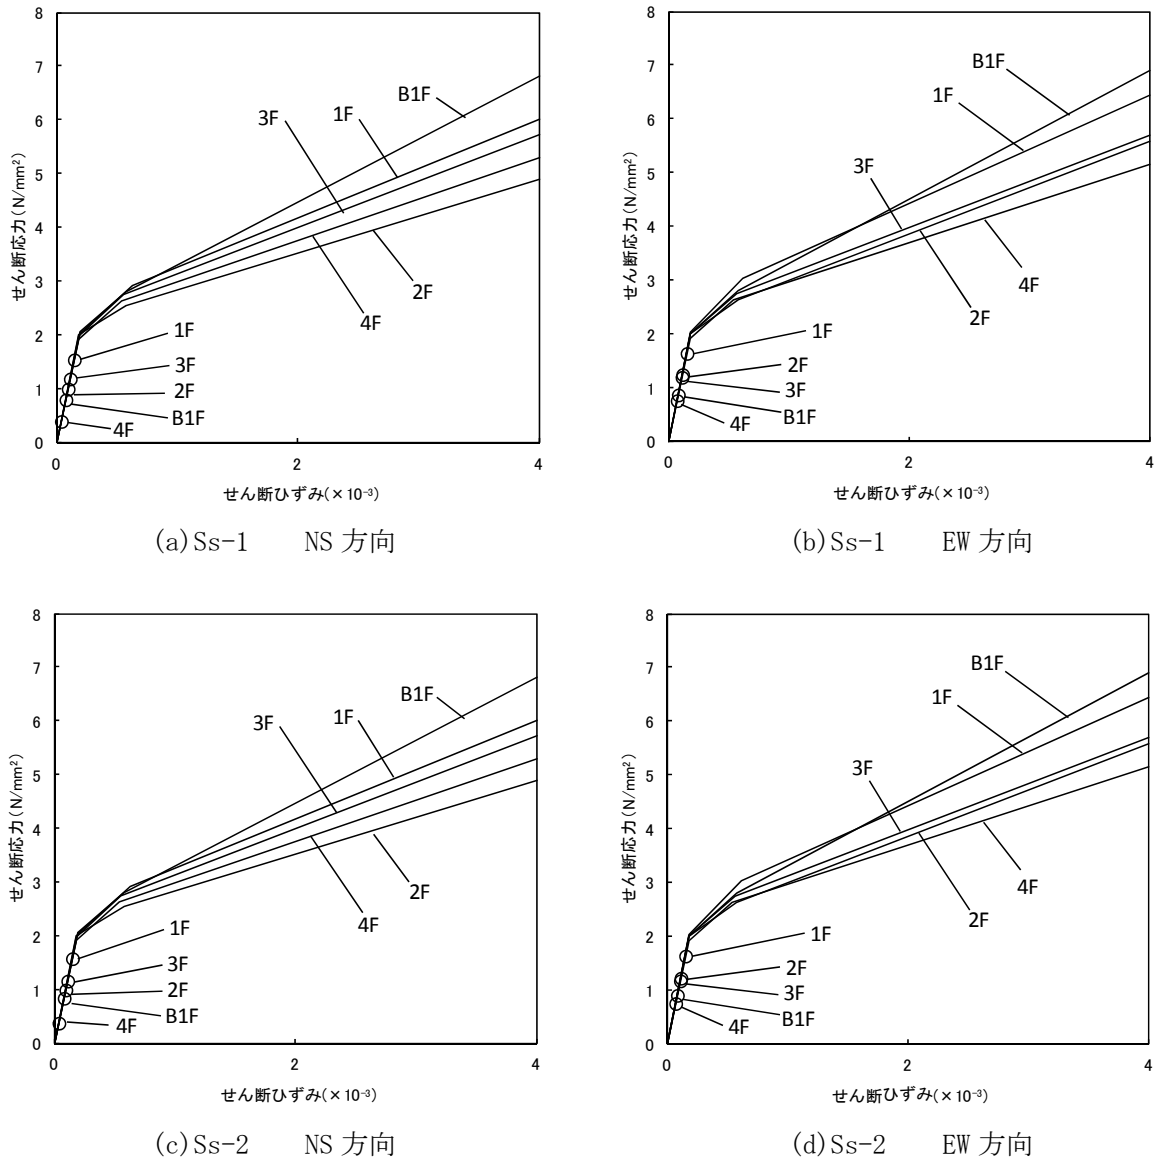 8
7
6
5
4
3
2
1
0
せん断応力(N/mm²)
B1F
1F
3F
2F
4F
1F
3F
2F
B1F
4F
0
2
4
せん断ひずみ(×10⁻³)
(a)Ss-1 NS 方向
8
7
6
5
4
3
2
1
0
せん断応力(N/mm²)
B1F
1F
3F
4F
2F
1F
2F
3F
B1F
4F
0
2
4
せん断ひずみ(×10⁻³)
(b)Ss-1 EW 方向
8
7
6
5
4
3
2
1
0
せん断応力(N/mm²)
B1F
1F
3F
2F
4F
1F
3F
2F
B1F
4F
0
2
4
せん断ひずみ(×10⁻³)
(c)Ss-2 NS 方向
8
7
6
5
4
3
2
1
0
せん断応力(N/mm²)
B1F
1F
3F
4F
2F
1F
2F
3F
B1F
4F
0
2
4
せん断ひずみ(×10⁻³)
(d)Ss-2 EW 方向